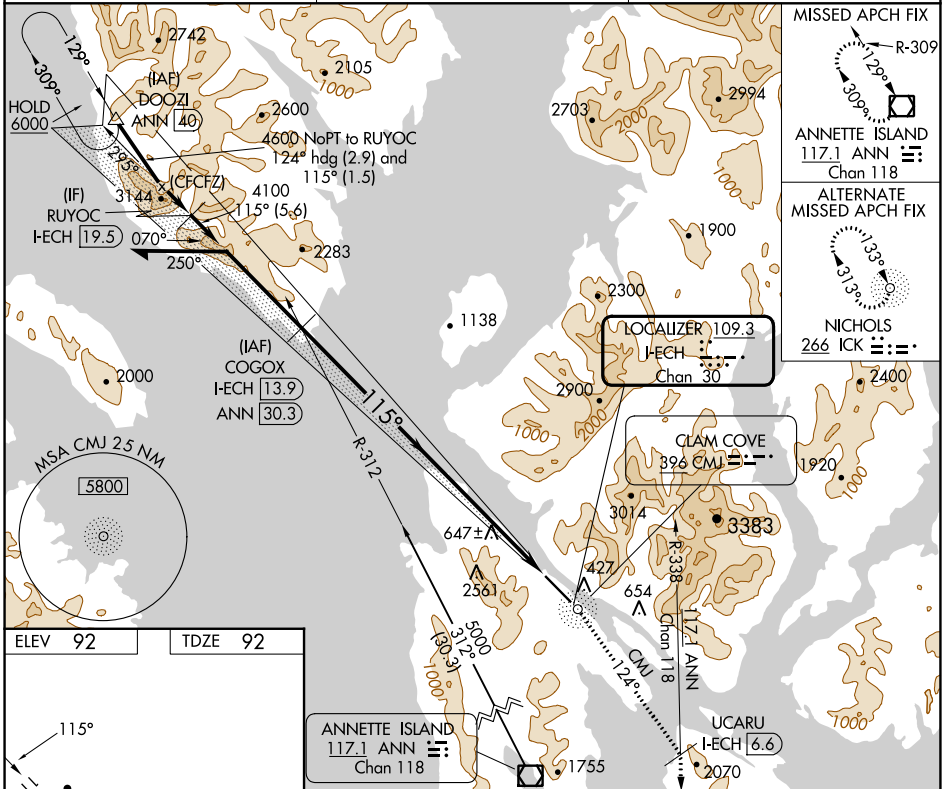 MISSED APCH FIX
R-309
129°
309°
ANNETTE ISLAND
117.1 ANN
Chan 118
ALTERNATE
MISSED APCH FIX
133°
313°
NICHOLS
266 ICK
2742
2105
2600
2703
2994
2000
1000
1000
1000
129°
309°
(IAF)
DOOZI
ANN 40
HOLD
6000
295°
4600 NoPT to RUYOC
124° hdg (2.9) and
115° (1.5)
(CFCFZ)
3144
4100
115° (5.6)
(IF)
RUYOC
I-ECH 19.5
070°
250°
2283
1900
2300
1138
LOCALIZER 109.3
I-ECH
Chan 30
(IAF)
COGOX
I-ECH 13.9
ANN 30.3
2000
2900
1000
2000
2400
115°
R-312
CLAM COVE
396 CMJ
1920
1000
MSA CMJ 25 NM
5800
3014
3383
647±
427
2561
654
R-338
117.1 ANN
Chan 118
5000
312°
(30.3)
1000
CMJ
124°
1000
ELEV 92
TDZE 92
115°
ANNETTE ISLAND
117.1 ANN
Chan 118
1755
UCARU
I-ECH 6.6
2070